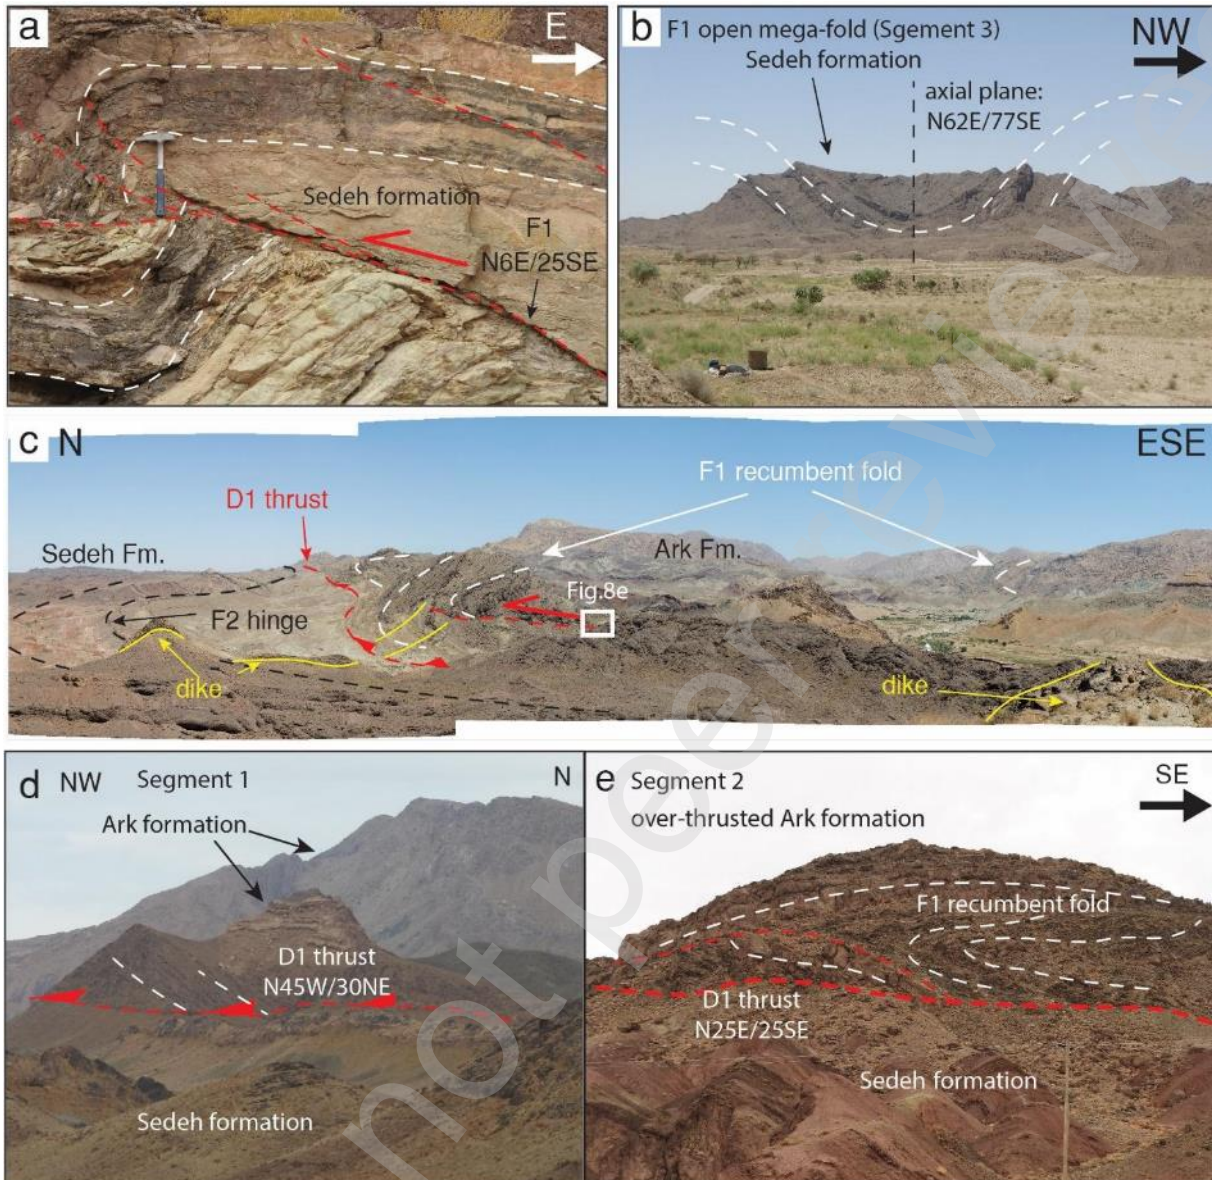 a
E
Sedeh formation
F1
N6E/25SE
b
F1 open mega-fold (Sgement 3)
Sedeh formation
NW
axial plane:
N62E/77SE
c
N
ESE
D1 thrust
F1 recumbent fold
Sedeh Fm.
Ark Fm.
Fig.8e
F2 hinge
dike
dike
d
NW
Segment 1
N
Ark formation
D1 thrust
N45W/30NE
Sedeh formation
e
Segment 2
SE
over-thrusted Ark formation
F1 recumbent fold
D1 thrust
N25E/25SE
Sedeh formation
not peer review